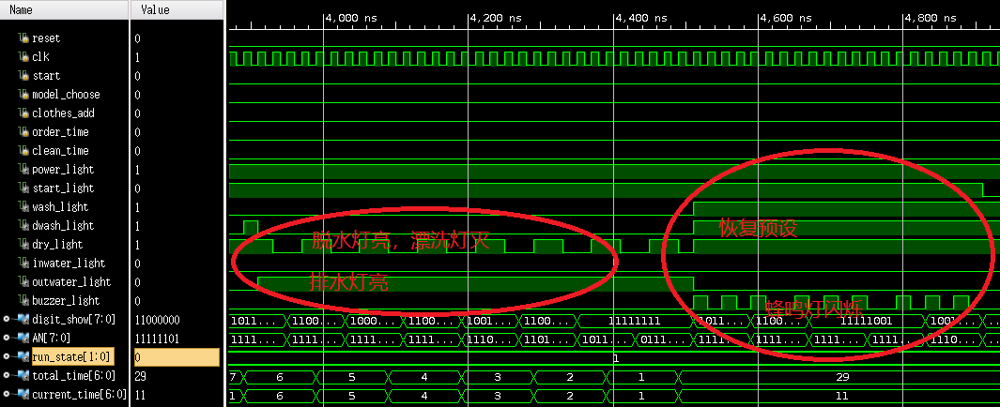 Name Value
4,000 ns 4,200 ns 4,400 ns 4,600 ns 4,800 ns
reset 0
clk 1
start 0
model_choose 0
clothes_add 0
order_time 0
clean_time 0
power_light 1
start_light 1
wash_light 1
dwash_light 1
dry_light 1 脱水灯亮，漂洗灯灭 恢复预设
inwater_light 0
outwater_light 0 排水灯亮
buzzer_light 0 蜂鸣灯闪烁
digit_show[7:0] 11000000 1011... 1100... 1000... 1100... 1100... 1100... 11111111 1011... 1100... 11111001 1001...
AN[7:0] 11111101 1111... 1111... 1111... 1111... 1110... 1101... 1011... 0111... 1011... 1111... 1111... 1111... 1110...
run_state[1:0] 0 1
total_time[6:0] 29 7 6 5 4 3 2 1 29
current_time[6:0] 11 1 6 5 4 3 2 1 11